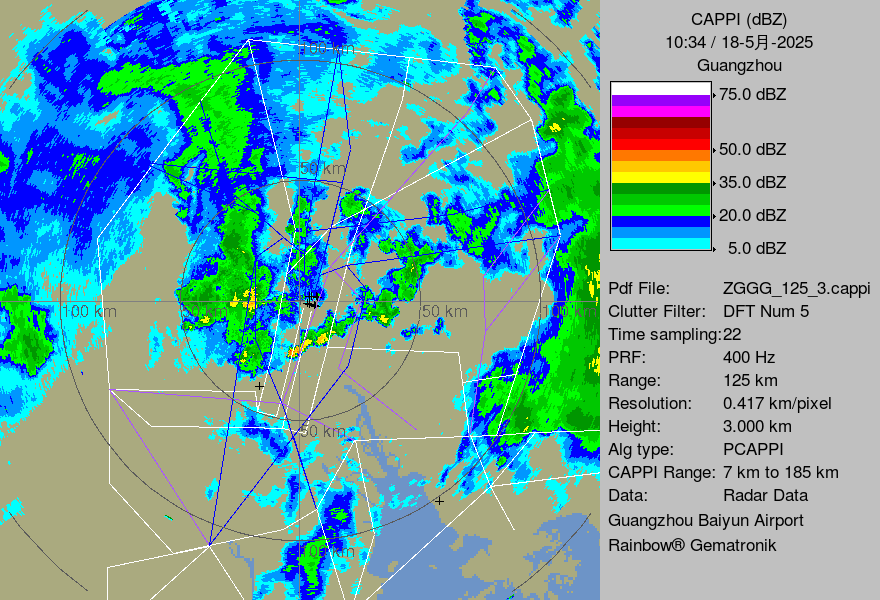 CAPPI (dBZ)
10:34 / 18-5月-2025
Guangzhou
75.0 dBZ
50.0 dBZ
35.0 dBZ
20.0 dBZ
5.0 dBZ
Pdf File: ZGGG_125_3.cappi
Clutter Filter: DFT Num 5
Time sampling:22
PRF: 400 Hz
Range: 125 km
Resolution: 0.417 km/pixel
Height: 3.000 km
Alg type: PCAPPI
CAPPI Range: 7 km to 185 km
Data: Radar Data
Guangzhou Baiyun Airport
Rainbow® Gematronik
100 km
50 km
100 km
50 km
50 km
100 km
50 km
100 km